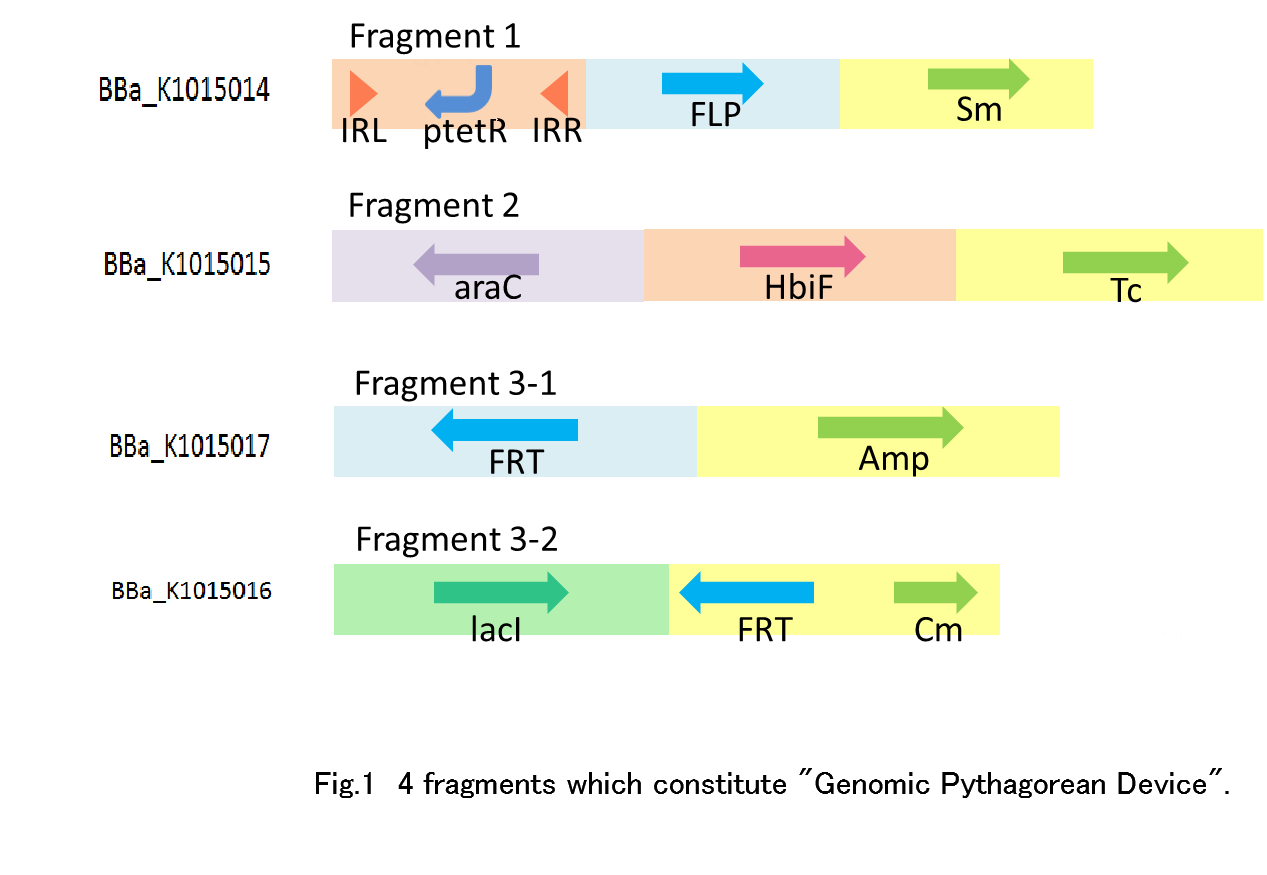 Fragment 1
BBa_K1015014
IRL ptetR IRR FLP Sm
Fragment 2
BBa_K1015015
araC HbiF Tc
Fragment 3-1
BBa_K1015017
FRT Amp
Fragment 3-2
BBa_K1015016
lacI FRT Cm
Fig.1 4 fragments which constitute "Genomic Pythagorean Device".